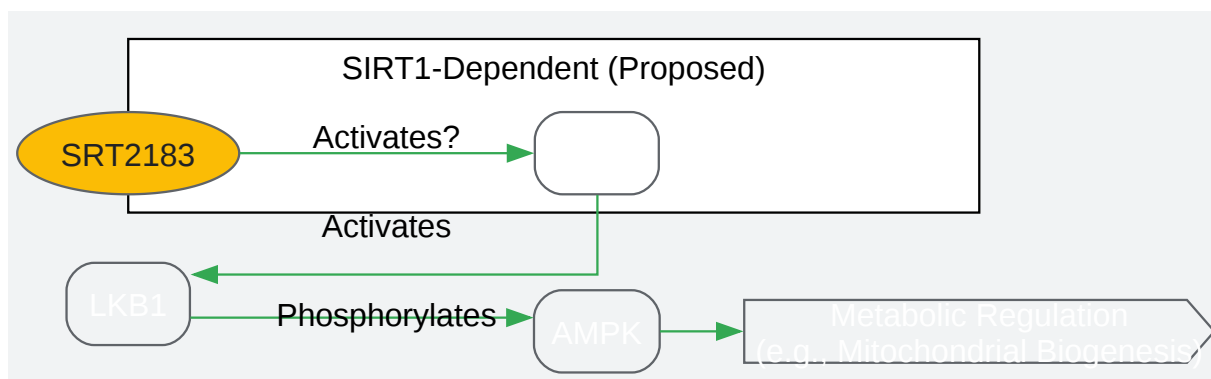 SIRT1-Dependent (Proposed)
Activates?
SRT2183
Activates
LKB1
Phosphorylates
AMPK
Metabolic Regulation
(e.g., Mitochondrial Biogenesis)